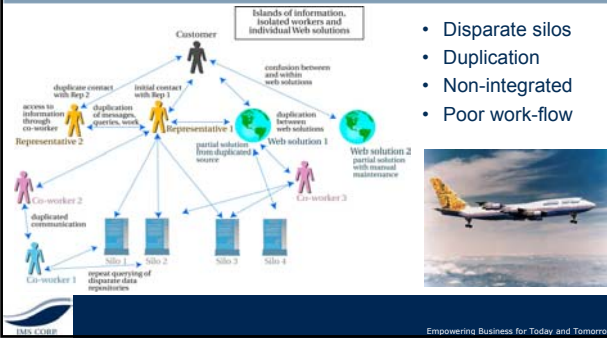 Islands of information,
isolated workers and
individual Web solutions
Customer
duplicate contact
with Rep 2
initial contact
with Rep 1
confusion between
and within
web solutions
access to
information
through
co-worker
duplication
of messages,
queries, work
Representative 2
Representative 1
duplication
between
web solutions
Web solution 1
Web solution 2
partial solution
from duplicated
source
partial solution
with manual
maintenance
Co-worker 2
Co-worker 3
duplicated
communication
Silo 1
Silo 2
Silo 3
Silo 4
Co-worker 1
repeat querying of
disparate data
repositories
• Disparate silos
• Duplication
• Non-integrated
• Poor work-flow
IMS CORP.
Empowering Business for Today and Tomorro